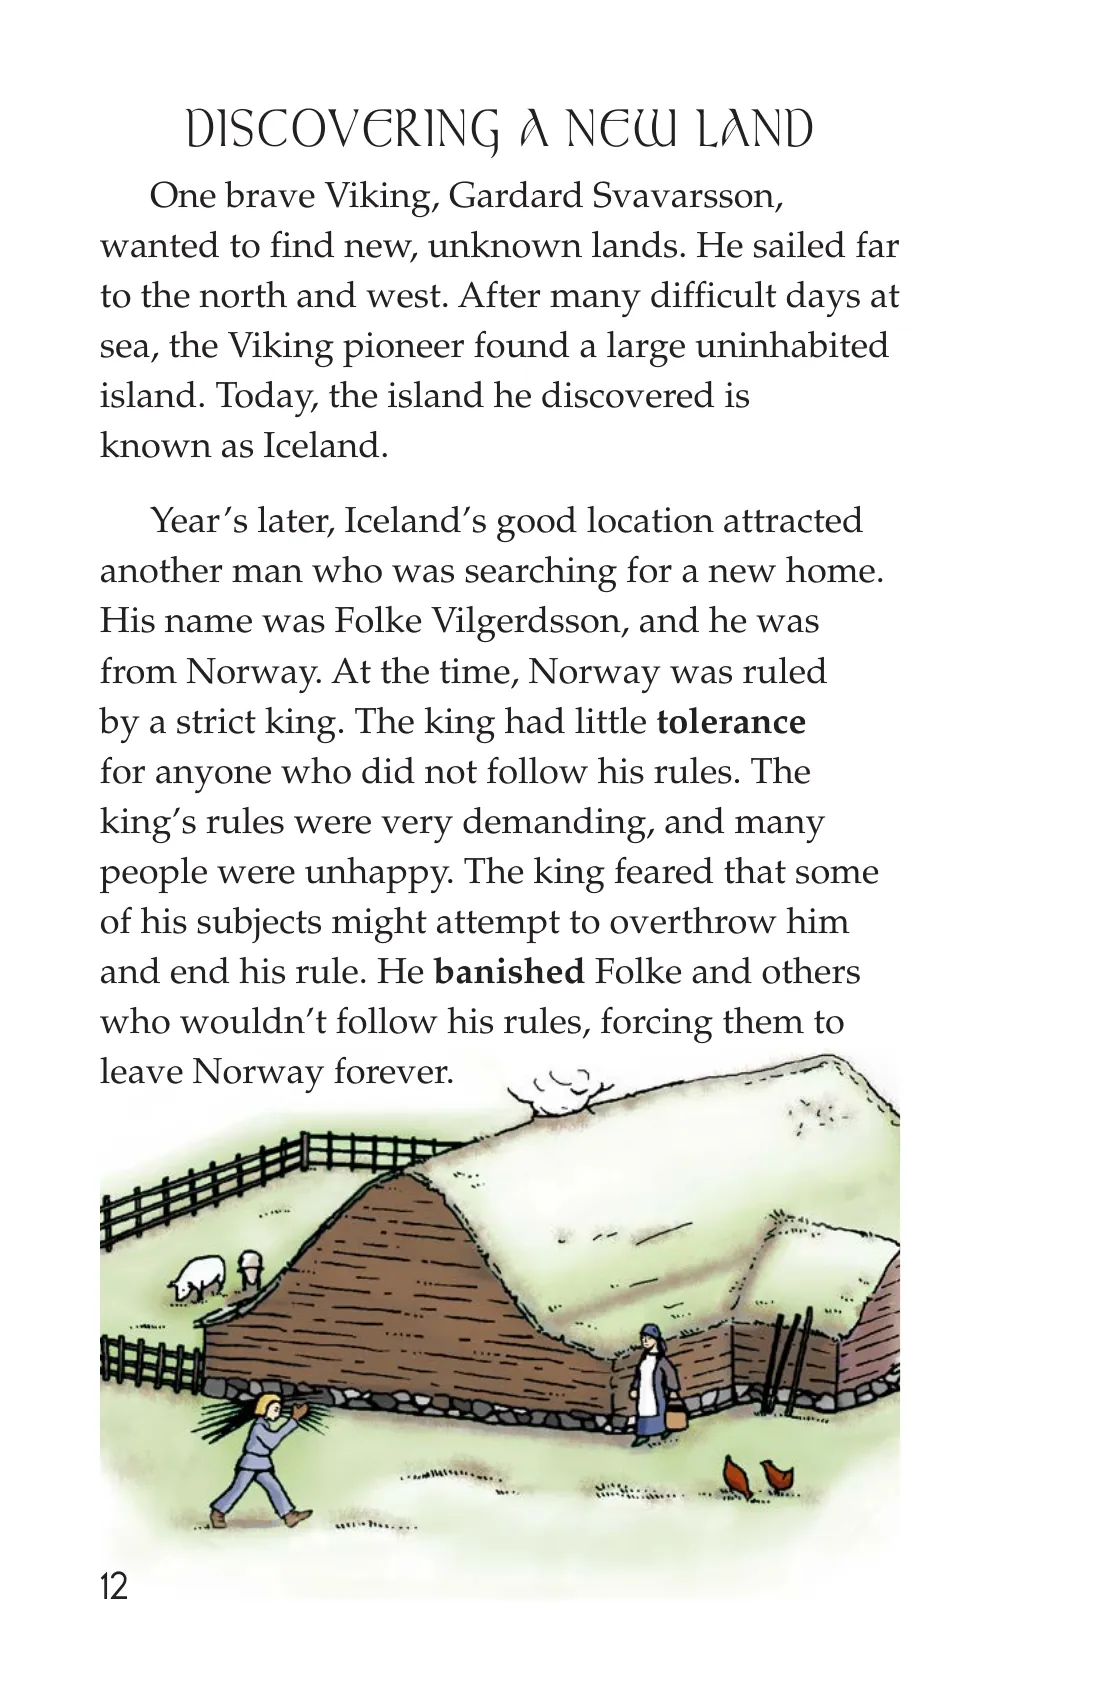 DISCOVERING A NEW LAND
One brave Viking, Gardard Svavarsson,
wanted to find new, unknown lands. He sailed far
to the north and west. After many difficult days at
sea, the Viking pioneer found a large uninhabited
island. Today, the island he discovered is
known as Iceland.
Year’s later, Iceland’s good location attracted
another man who was searching for a new home.
His name was Folke Vilgerdsson, and he was
from Norway. At the time, Norway was ruled
by a strict king. The king had little tolerance
for anyone who did not follow his rules. The
king’s rules were very demanding, and many
people were unhappy. The king feared that some
of his subjects might attempt to overthrow him
and end his rule. He banished Folke and others
who wouldn’t follow his rules, forcing them to
leave Norway forever.
12